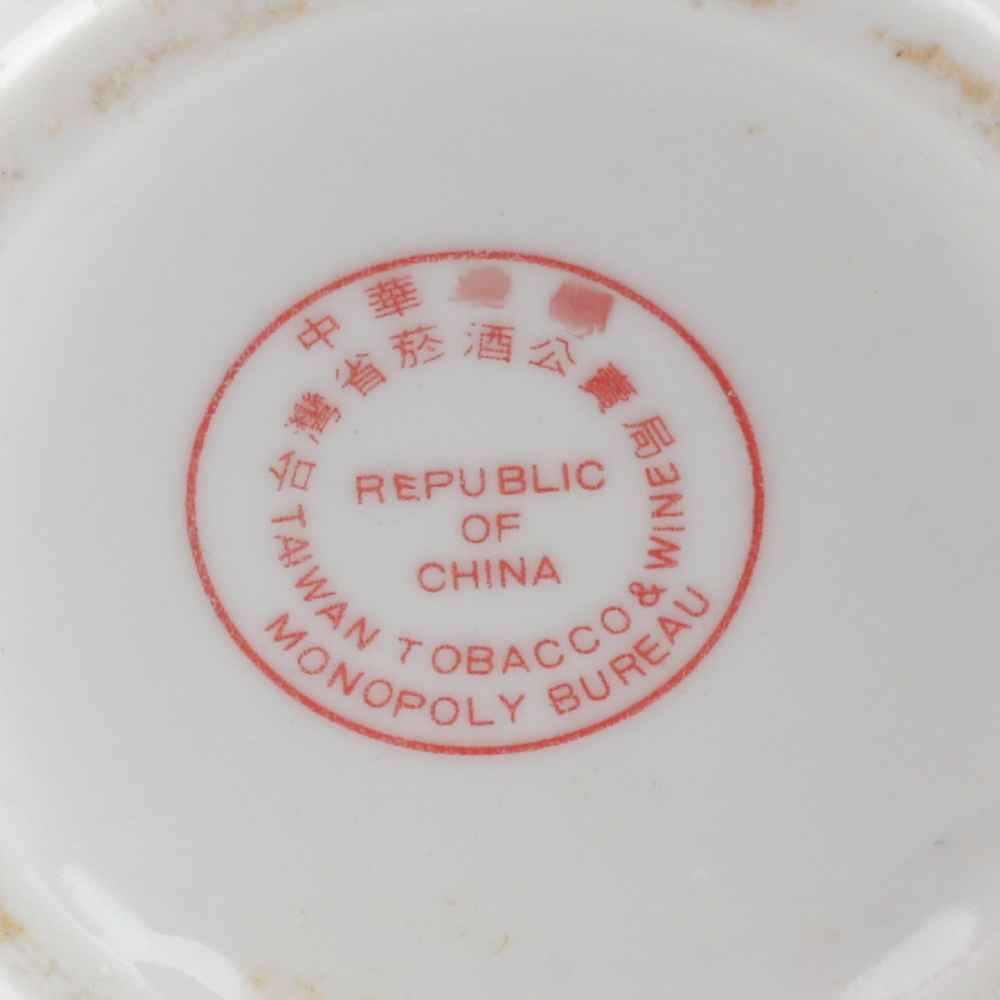 中華
台灣省菸酒公賣局
REPUBLIC
OF
CHINA
TAIWAN TOBACCO & WINE
MONOPOLY BUREAU